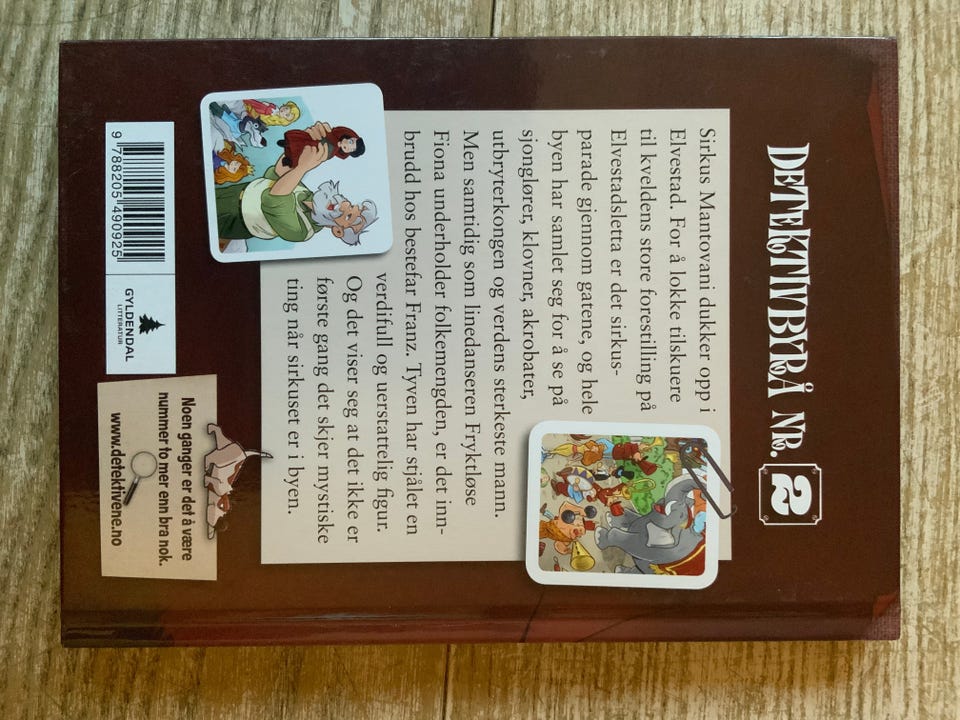 DETEKTIVBYRÅ NR. 2
Sirkus Mantovani dukker opp i
Elvestad. For å lokke tilskuere
til kveldens store forestilling på
Elvestadsletta er det sirkus-
parade gjennom gatene, og hele
byen har samlet seg for å se på
sjonglører, klovner, akrobater,
utbryterkongen og verdens sterkeste mann.
Men samtidig som linedanseren Fryktløse
Fiona underholder folkemengden, er det inn-
brudd hos bestefar Franz. Tyven har stjålet en
verdifull og uerstattelig figur.
Og det viser seg at det ikke er
første gang det skjer mystiske
ting når sirkuset er i byen.
9 788205 490925
GYLDENDAL
LITTERATUR
Noen ganger er det å være
nummer to mer enn bra nok.
www.detektivene.no